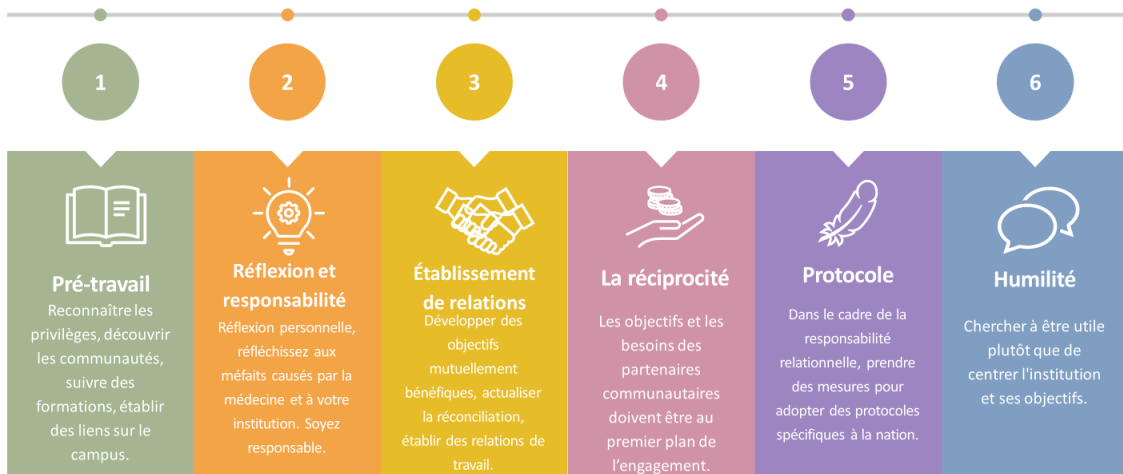 1
2
3
4
5
6
Pré-travail
Reconnaître les
privilèges, découvrir
les communautés,
suivre des
formations, établir
des liens sur le
campus.
Réflexion et
responsabilité
Réflexion personnelle,
réfléchissez aux
méfaits causés par la
médecine et à votre
institution. Soyez
responsable.
Établissement
de relations
Développer des
objectifs
mutuellement
bénéfiques, actualiser
la réconciliation,
établir des relations de
travail.
La réciprocité
Les objectifs et les
besoins des
partenaires
communautaires
doivent être au
premier plan de
l'engagement.
Protocole
Dans le cadre de la
responsabilité
relationnelle, prendre
des mesures pour
adopter des protocoles
spécifiques à la nation.
Humilité
Chercher à être utile
plutôt que de
centrer l'institution
et ses objectifs.